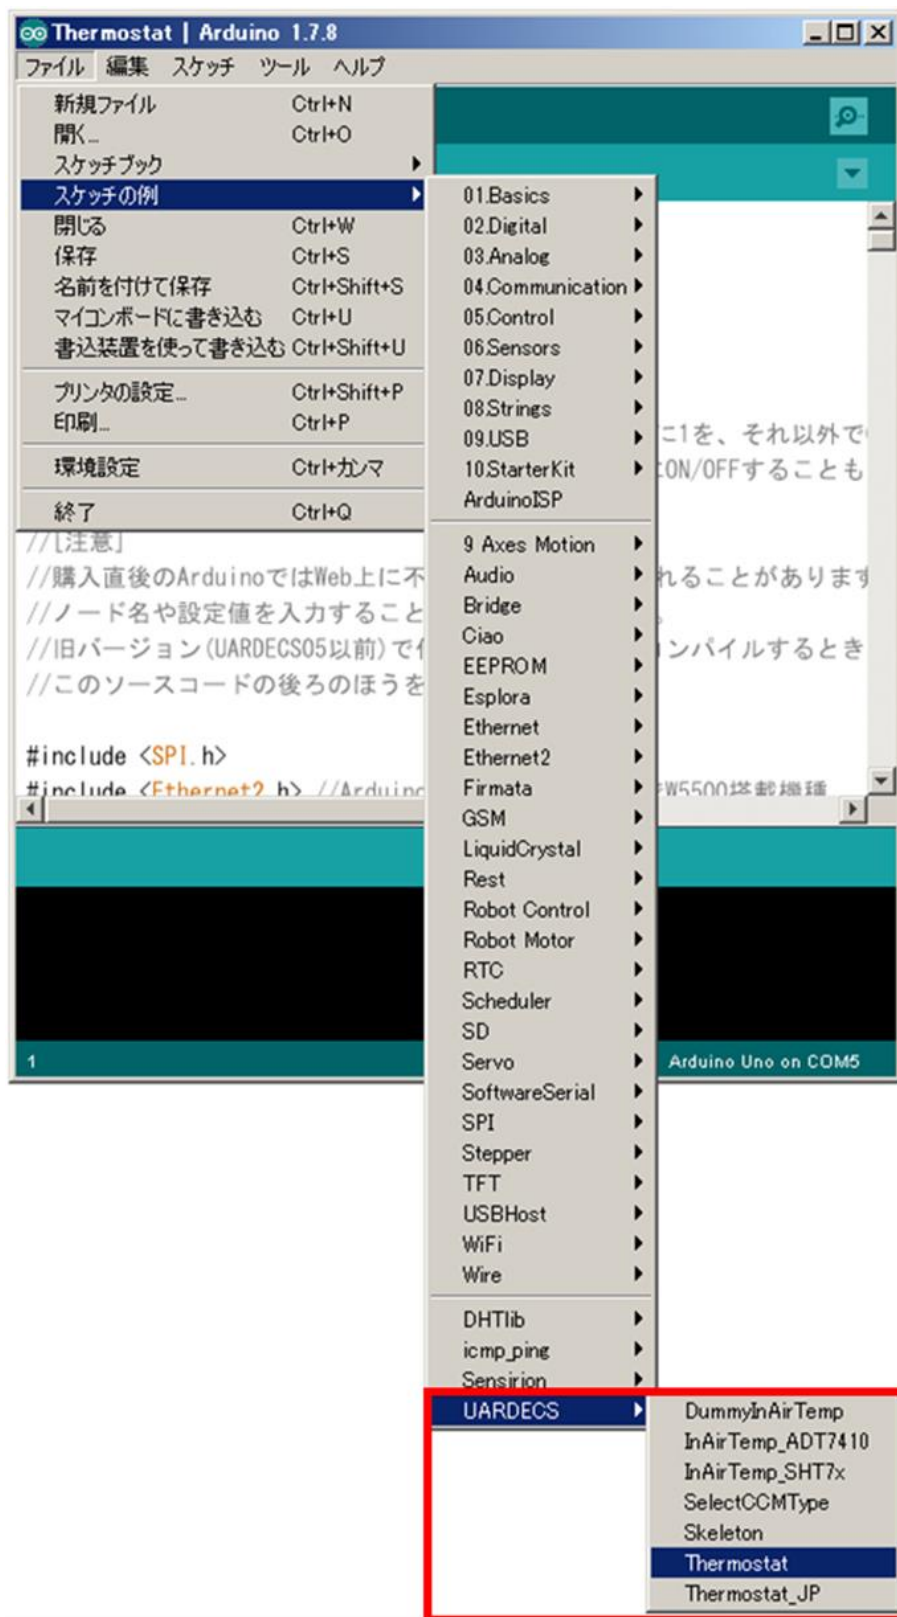 Thermostat | Arduino 1.7.8
ファイル 編集 スケッチ ツール ヘルプ
新規ファイル Ctrl+N
開く... Ctrl+O
スケッチブック
スケッチの例
閉じる Ctrl+W
保存 Ctrl+S
名前を付けて保存 Ctrl+Shift+S
マイコンボードに書き込む Ctrl+U
書込装置を使って書き込む Ctrl+Shift+U
プリンタの設定... Ctrl+Shift+P
印刷... Ctrl+P
環境設定 Ctrl+カンマ
終了 Ctrl+Q
01.Basics
02.Digital
03.Analog
04.Communication
05.Control
06.Sensors
07.Display
08.Strings
09.USB
10.StarterKit
ArduinoISP
9 Axes Motion
Audio
Bridge
Ciao
EEPROM
Esplora
Ethernet
Ethernet2
Firmata
GSM
LiquidCrystal
Rest
Robot Control
Robot Motor
RTC
Scheduler
SD
Servo
SoftwareSerial
SPI
Stepper
TFT
USBHost
WiFi
Wire
DHTlib
icmp_ping
Sensirion
UARDECS
DummyInAirTemp
InAirTemp_ADT7410
InAirTemp_SHT7x
SelectCCMType
Skeleton
Thermostat
Thermostat_JP
に1を、それ以外で
ON/OFFすることも
//[注意]
//購入直後のArduinoではWeb上に不 れることがあります
//ノード名や設定値を入力すること 。
//旧バージョン(UARDECS05以前)で コンパイルするとき
//このソースコードの後ろのほうを
#include <SPI.h>
#include <Ethernet2.h> //Arduino W5500搭載機種
1 Arduino Uno on COM5